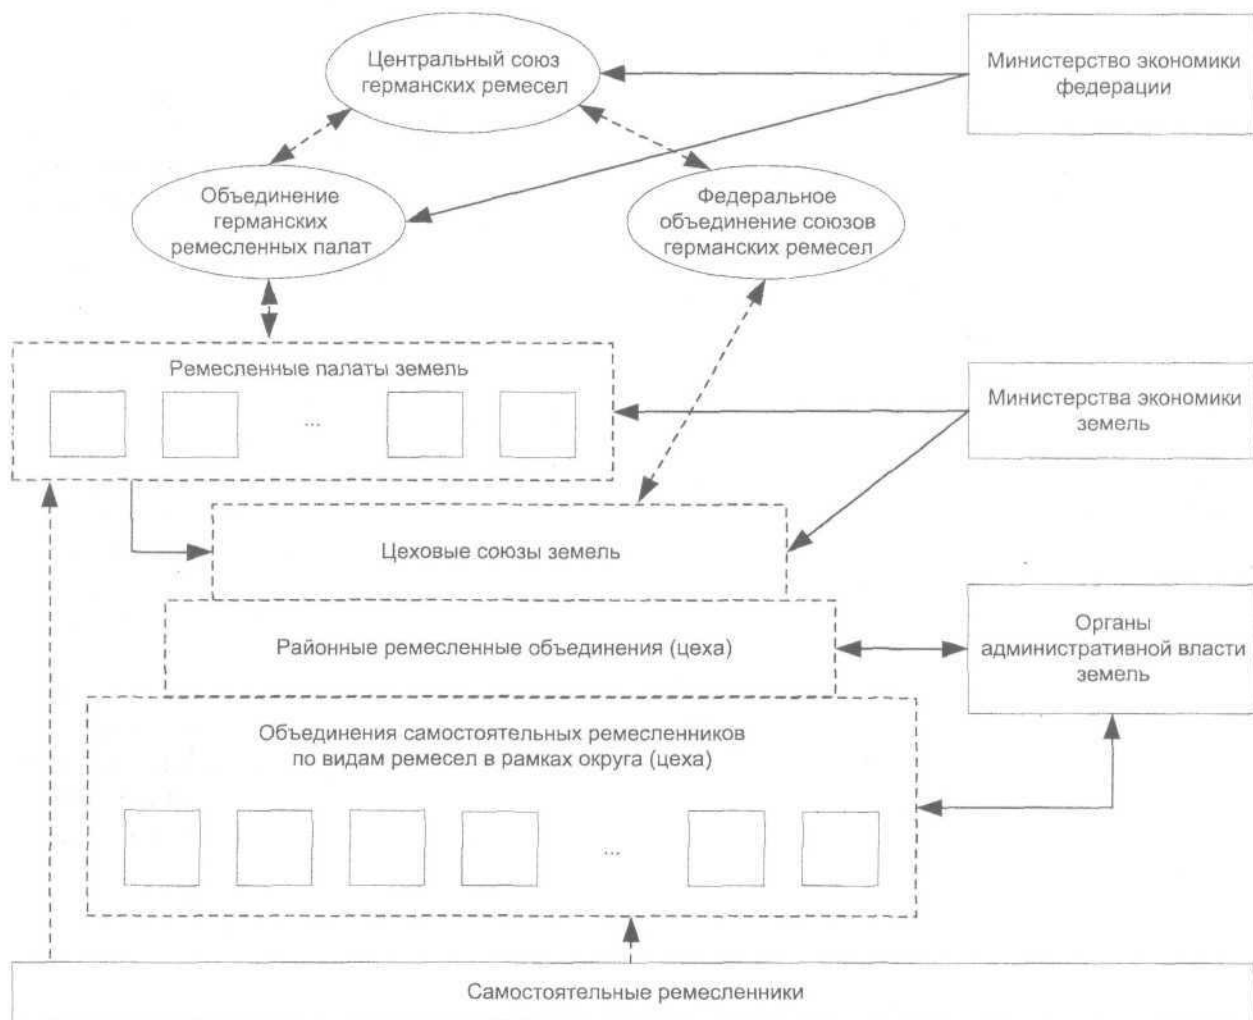 Центральный союз
германских ремесел
Министерство экономики
федерации
Объединение
германских
ремесленных палат
Федеральное
объединение союзов
германских ремесел
Ремесленные палаты земель
...
Министерства экономики
земель
Цеховые союзы земель
Районные ремесленные объединения (цеха)
Органы
административной власти
земель
Объединения самостоятельных ремесленников
по видам ремесел в рамках округа (цеха)
...
Самостоятельные ремесленники